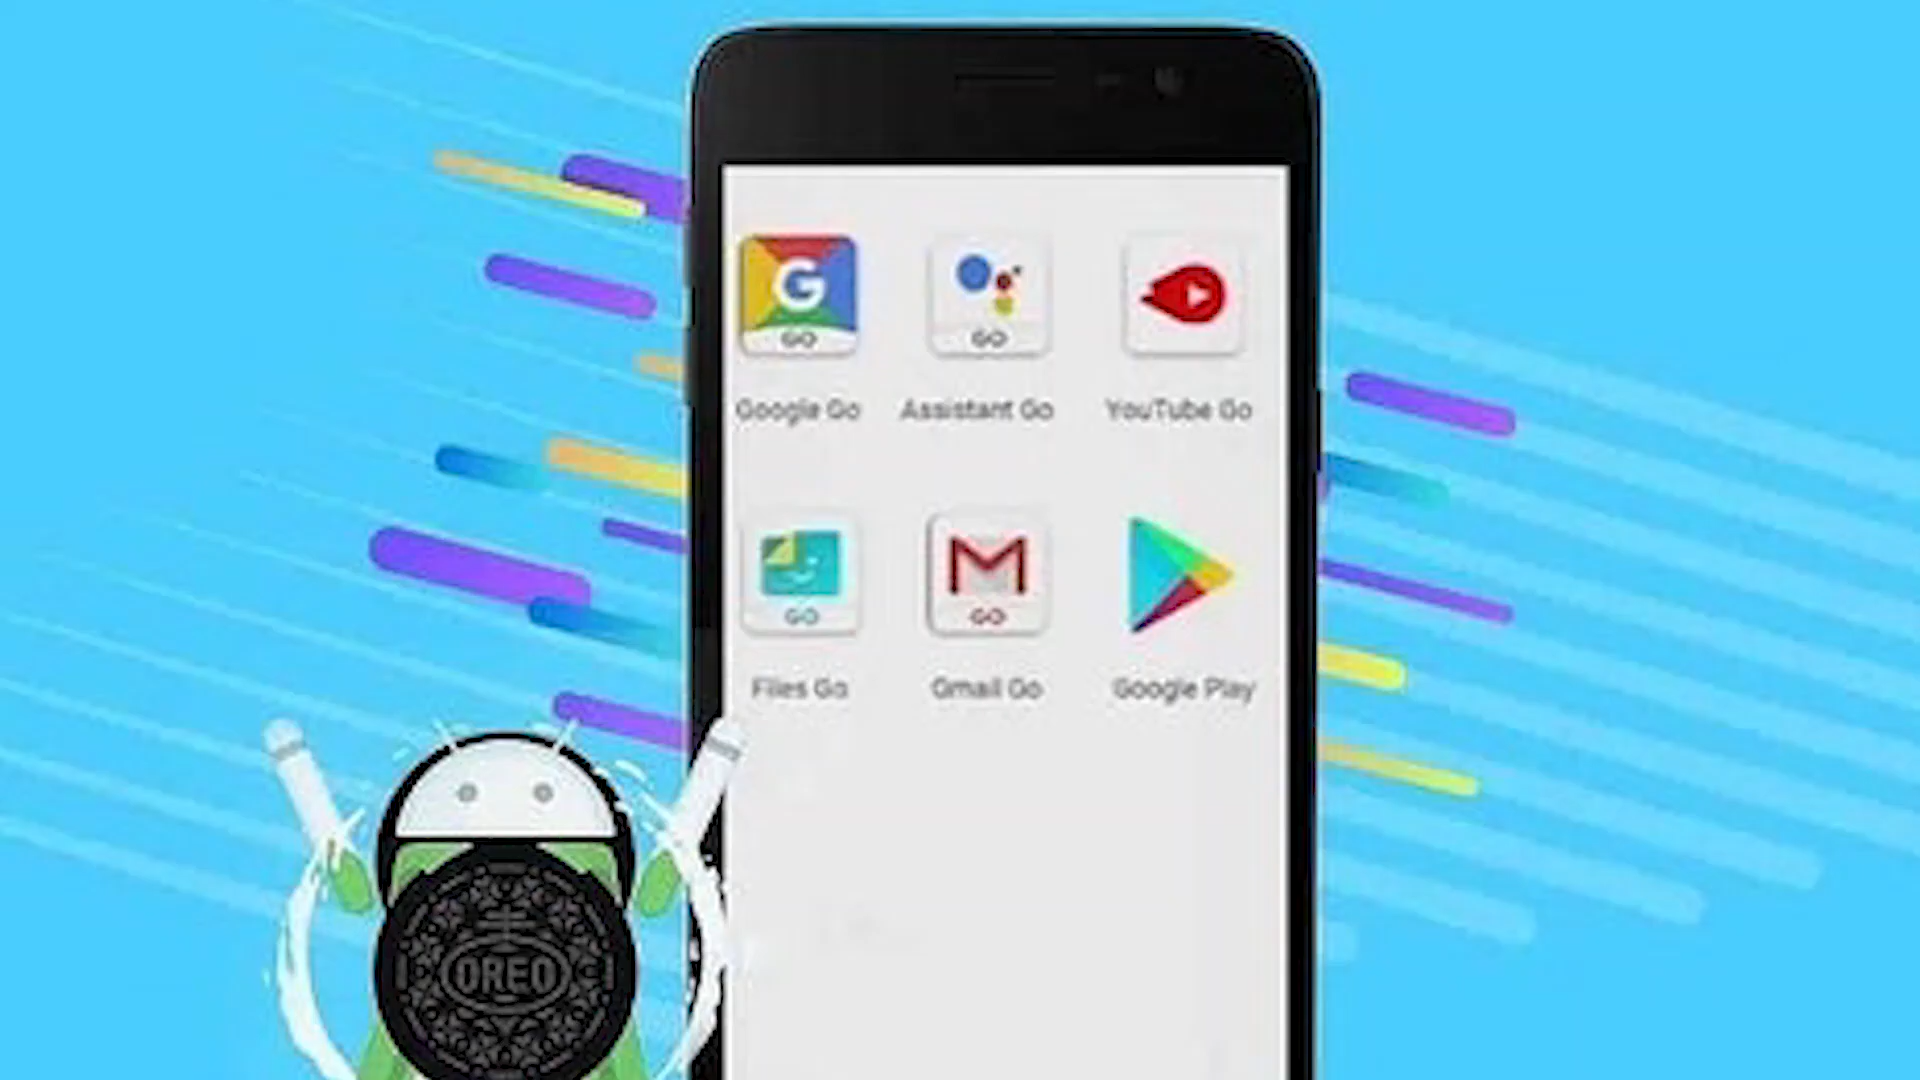 G
GO
GO
Google Go
Assistant Go
YouTube Go
GO
M
GO
Files Go
Gmail Go
Google Play
OREO